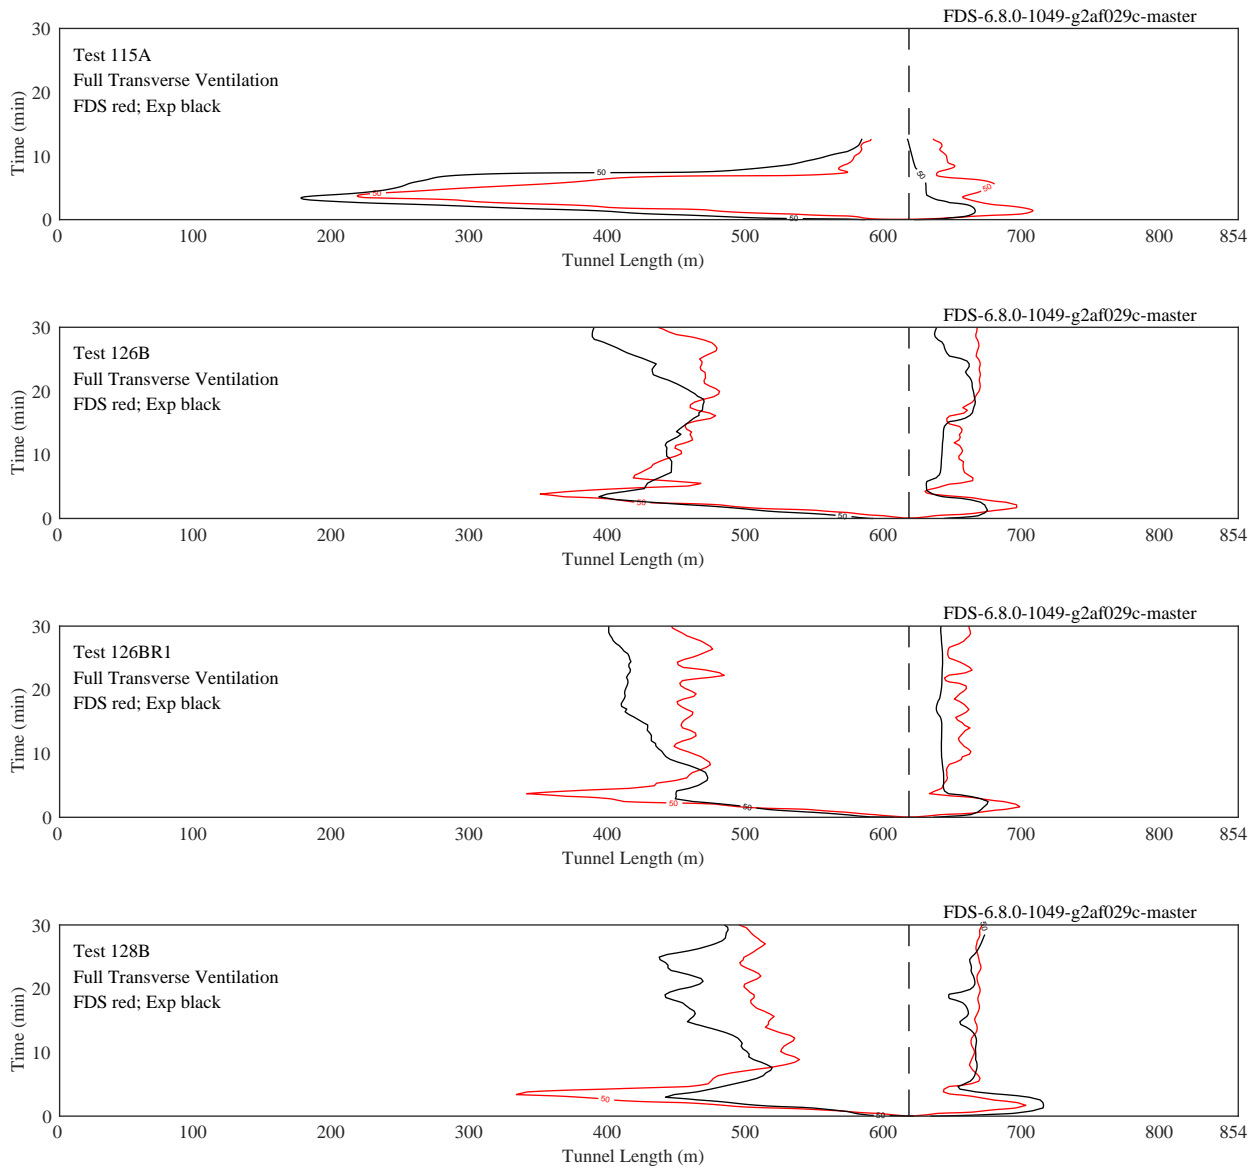 FDS-6.8.0-1049-g2af029c-master
30
Test 115A
Full Transverse Ventilation
20
FDS red; Exp black
Time (min)
10
50
50
50
50
50
0
0 100 200 300 400 500 600 700 800 854
Tunnel Length (m)
FDS-6.8.0-1049-g2af029c-master
30
Test 126B
Full Transverse Ventilation
20
FDS red; Exp black
Time (min)
10
50
50
0
0 100 200 300 400 500 600 700 800 854
Tunnel Length (m)
FDS-6.8.0-1049-g2af029c-master
30
Test 126BR1
Full Transverse Ventilation
20
FDS red; Exp black
Time (min)
10
50
50
0
0 100 200 300 400 500 600 700 800 854
Tunnel Length (m)
FDS-6.8.0-1049-g2af029c-master
30
50
Test 128B
Full Transverse Ventilation
20
FDS red; Exp black
Time (min)
10
50
50
0
0 100 200 300 400 500 600 700 800 854
Tunnel Length (m)